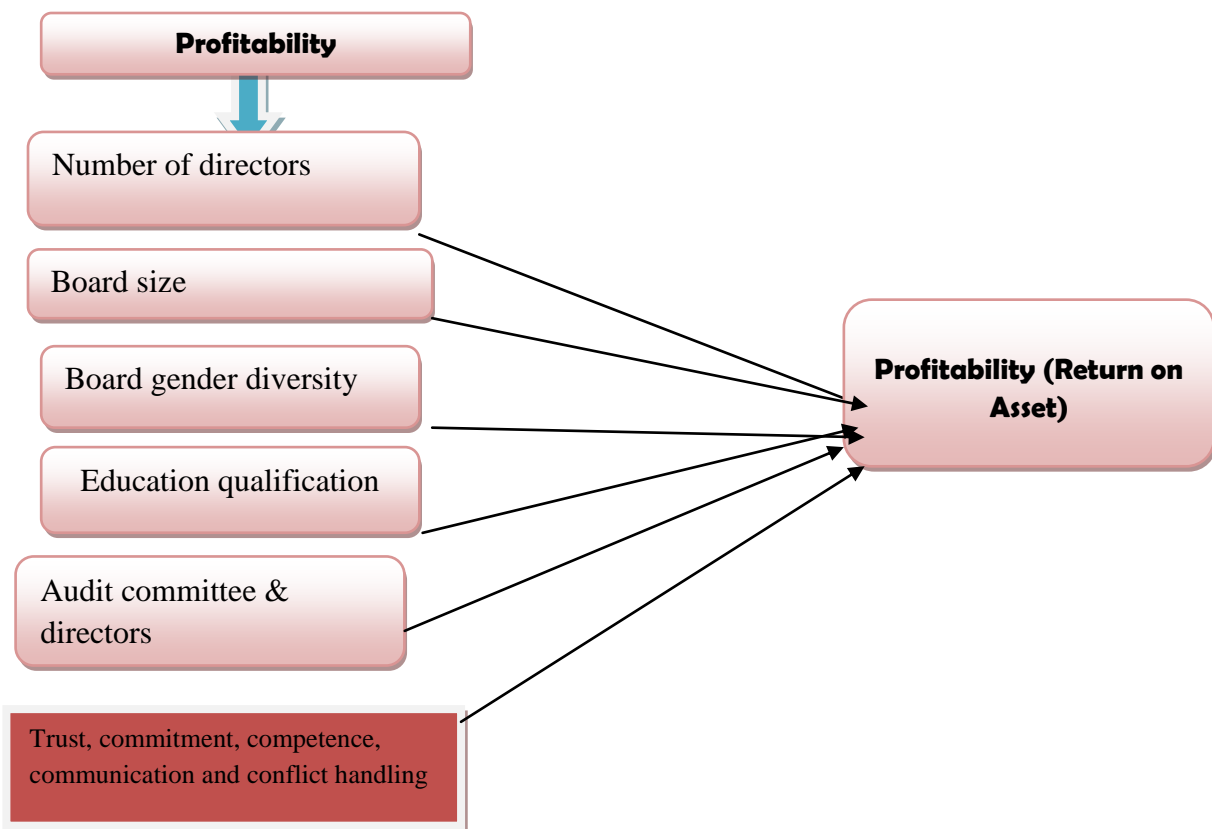 Profitability
Number of directors
Board size
Board gender diversity
Education qualification
Audit committee &
directors
Trust, commitment, competence,
communication and conflict handling
Profitability (Return on
Asset)